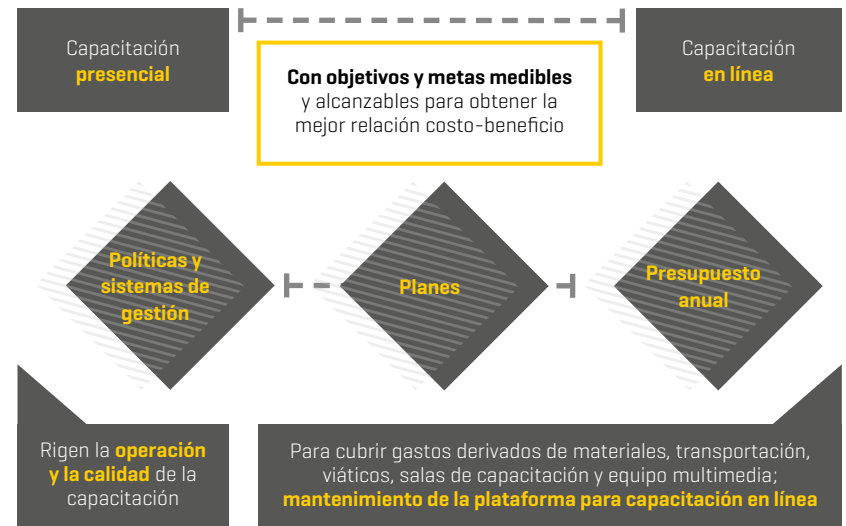 Capacitación
presencial
Con objetivos y metas medibles
y alcanzables para obtener la
mejor relación costo-beneficio
Capacitación
en línea
Políticas y
sistemas de
gestión
Planes
Presupuesto
anual
Rigen la operación
y la calidad de la
capacitación
Para cubrir gastos derivados de materiales, transportación,
viáticos, salas de capacitación y equipo multimedia;
mantenimiento de la plataforma para capacitación en línea